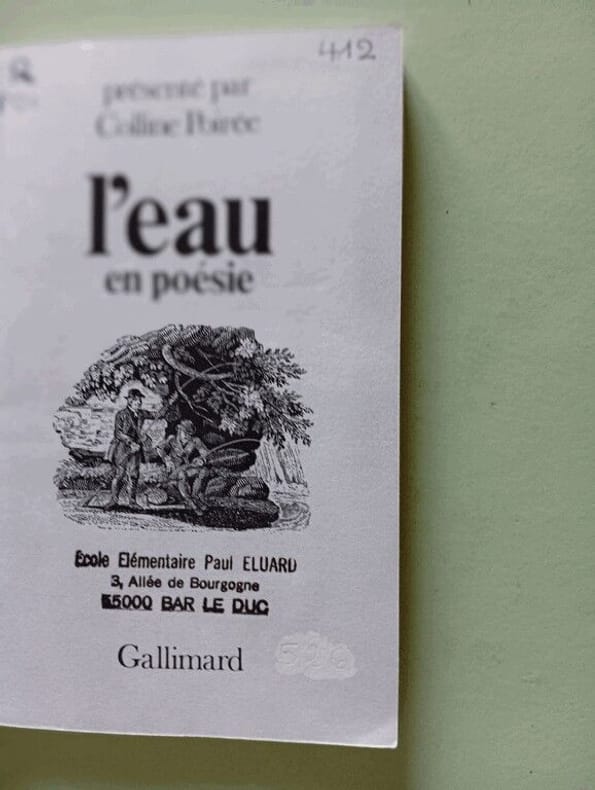 412
présenté par
Colline Poirée
l'eau
en poésie
École Elémentaire Paul ELUARD
3, Allée de Bourgogne
55000 BAR LE DUC
Gallimard